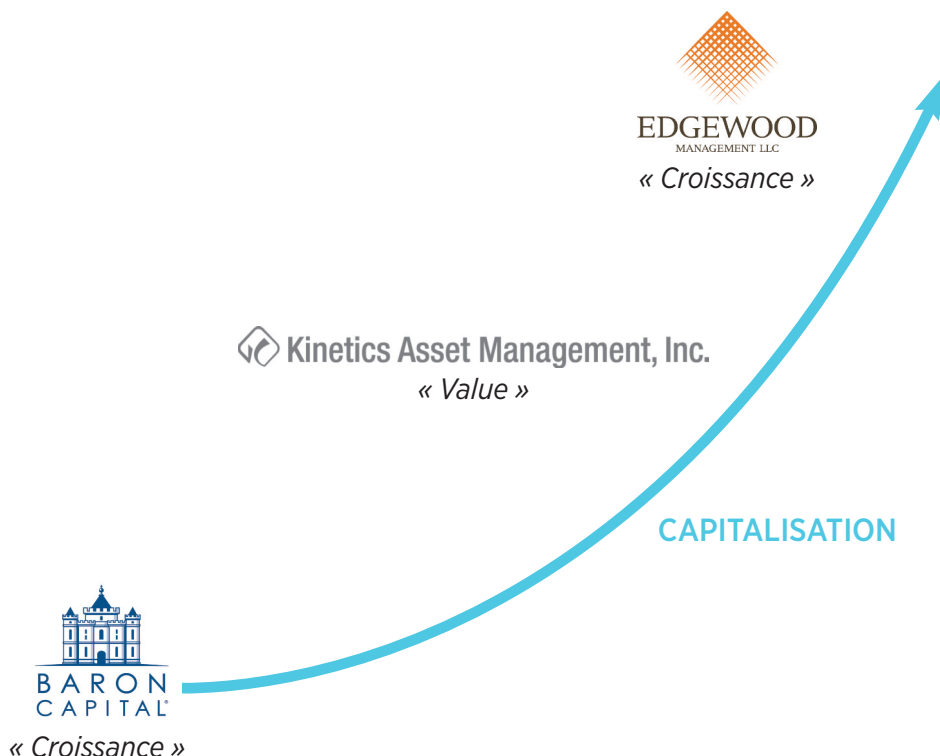 EDGEWOOD
MANAGEMENT LLC
« Croissance »
Kinetics Asset Management, Inc.
« Value »
CAPITALISATION
BARON
CAPITAL®
« Croissance »